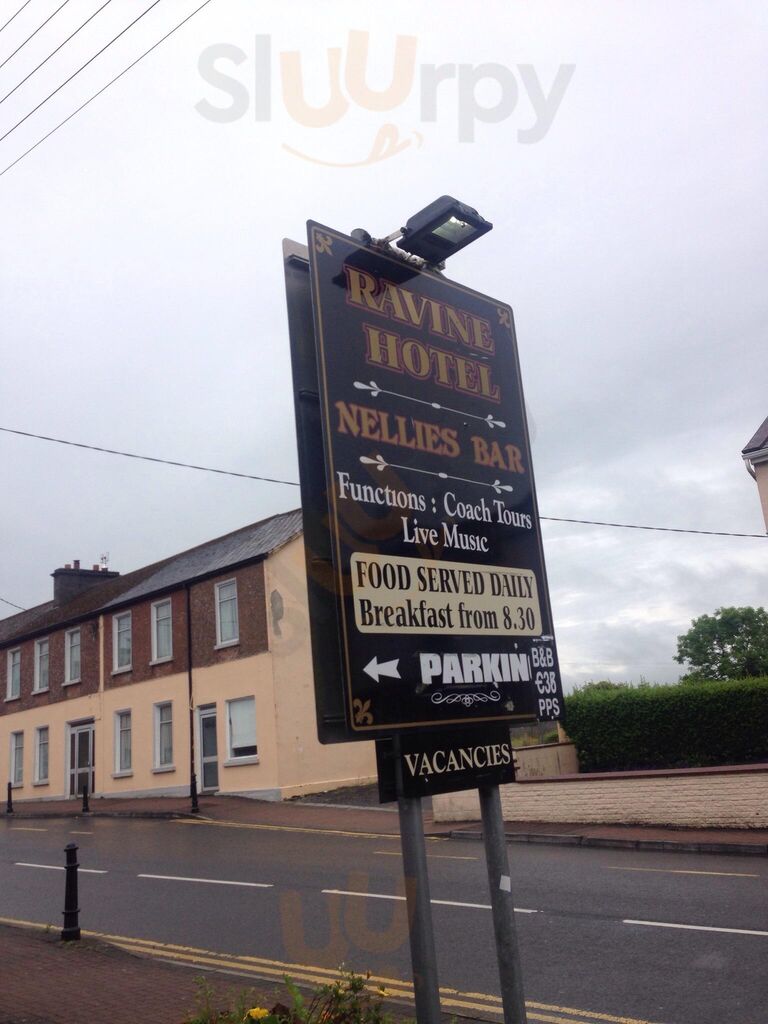 Sluurpy
RAVINE
HOTEL
NELLIES BAR
Functions : Coach Tours
Live Music
FOOD SERVED DAILY
Breakfast from 8.30
PARKIN
B&B
€38
PPS
VACANCIES